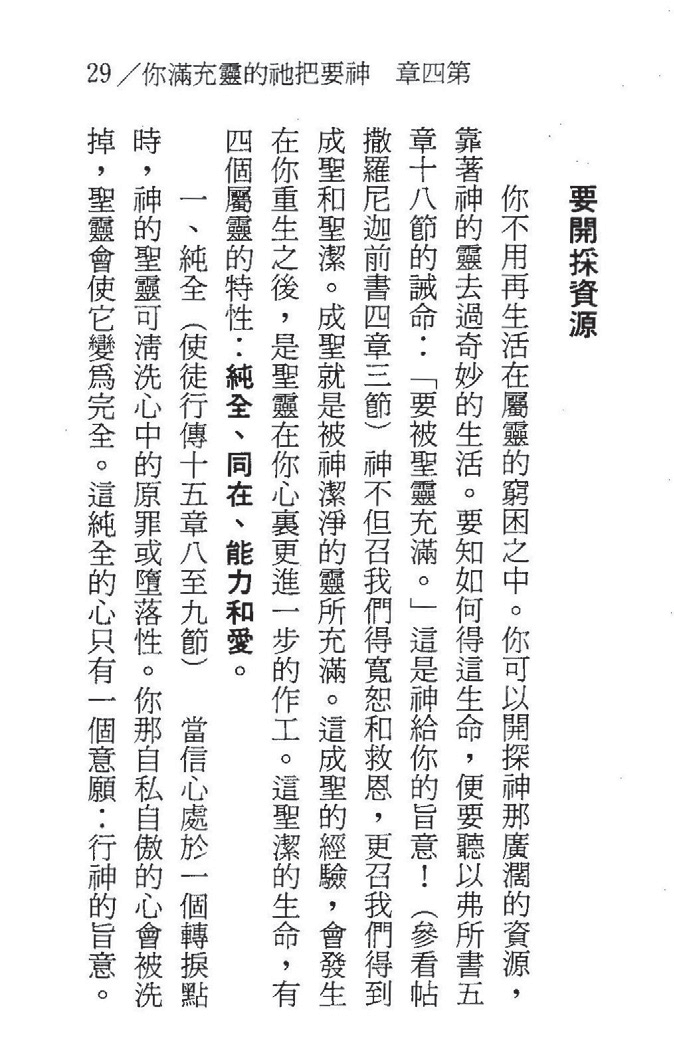 29／你滿充靈的祂把要神　章四第
要開採資源
你不用再生活在屬靈的窮困之中。你可以開探神那廣濶的資源，
靠著神的靈去過奇妙的生活。要知如何得這生命，便要聽以弗所書五
章十八節的誡命：「要被聖靈充滿。」這是神給你的旨意！（參看帖
撒羅尼迦前書四章三節）神不但召我們得寬恕和救恩，更召我們得到
成聖和聖潔。成聖就是被神潔淨的靈所充滿。這成聖的經驗，會發生
在你重生之後，是聖靈在你心裏更進一步的作工。這聖潔的生命，有
四個屬靈的特性：純全、同在、能力和愛。
一、純全（使徒行傳十五章八至九節）　當信心處於一個轉捩點
時，神的聖靈可清洗心中的原罪或墮落性。你那自私自傲的心會被洗
掉，聖靈會使它變爲完全。這純全的心只有一個意願：行神的旨意。